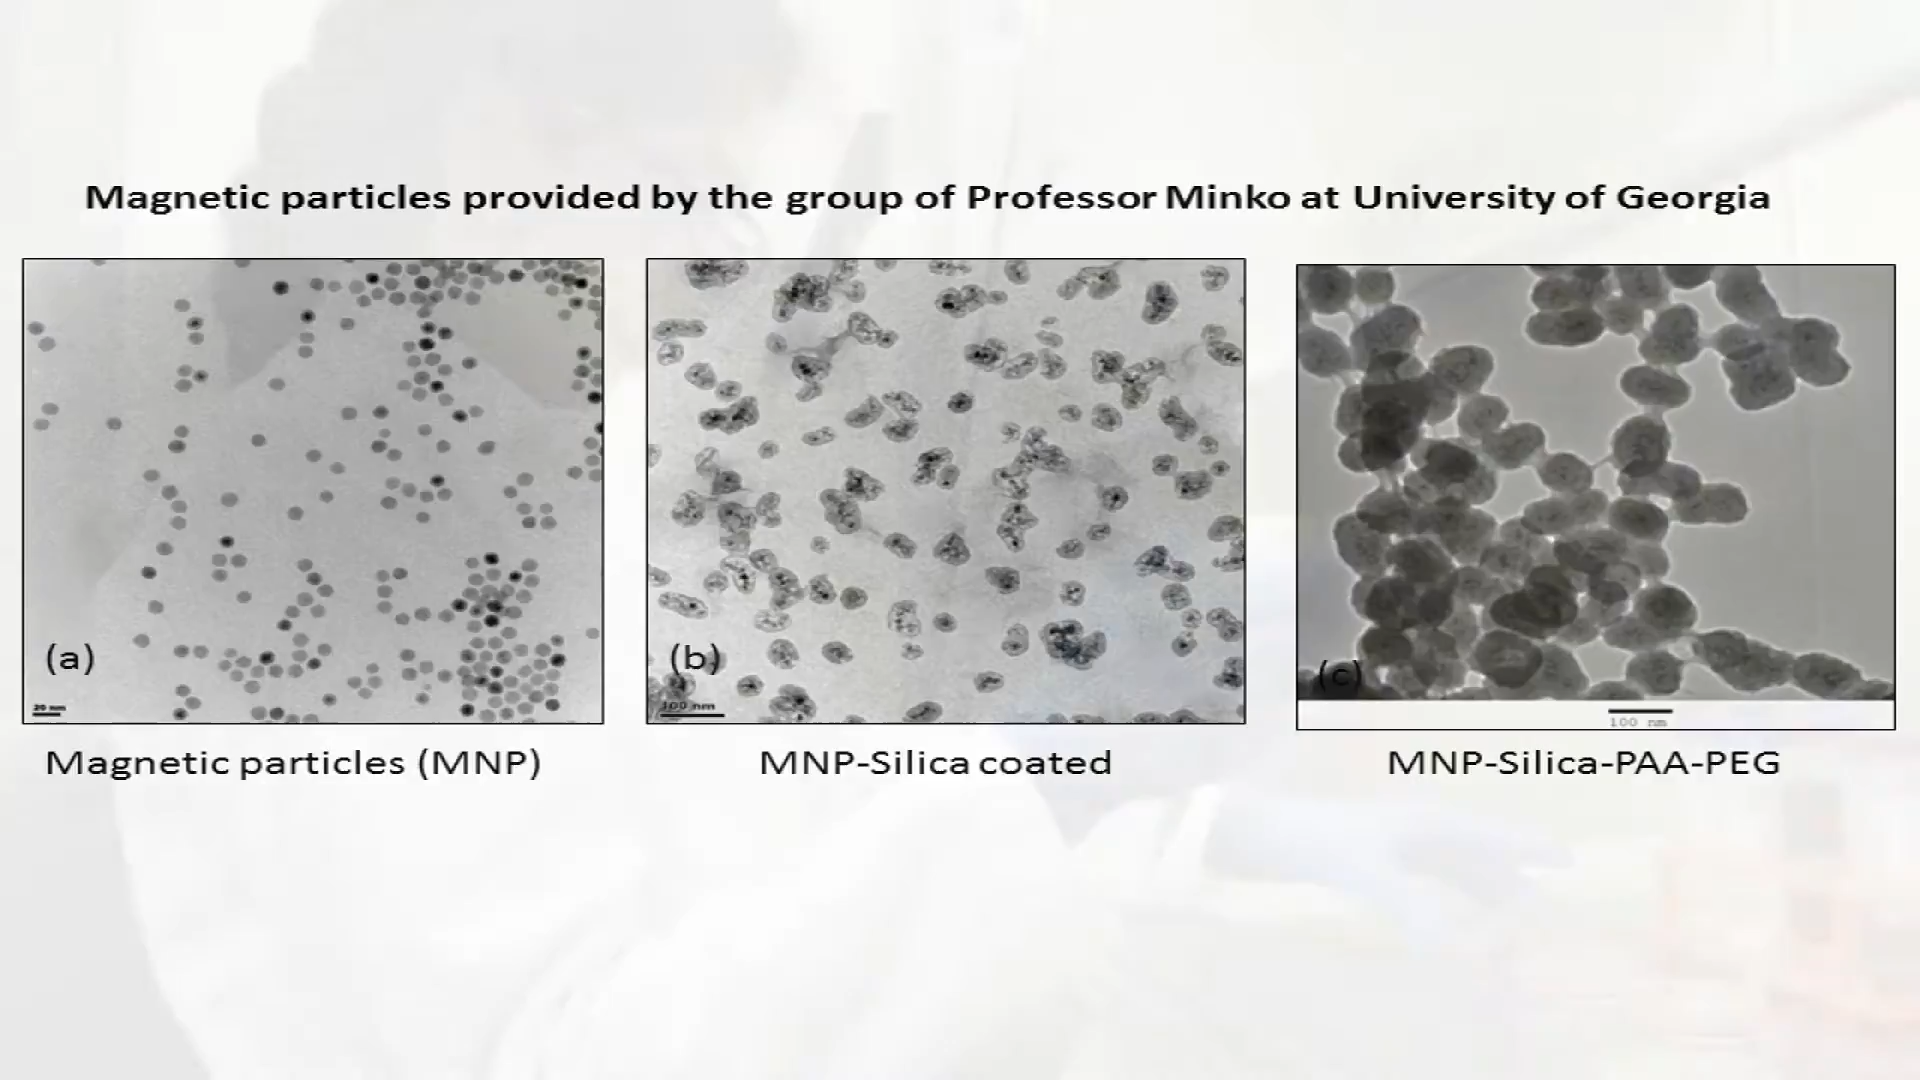 Magnetic particles provided by the group of Professor Minko at University of Georgia
(a)
20 nm
(b)
100 nm
(c)
100 nm
Magnetic particles (MNP)
MNP-Silica coated
MNP-Silica-PAA-PEG